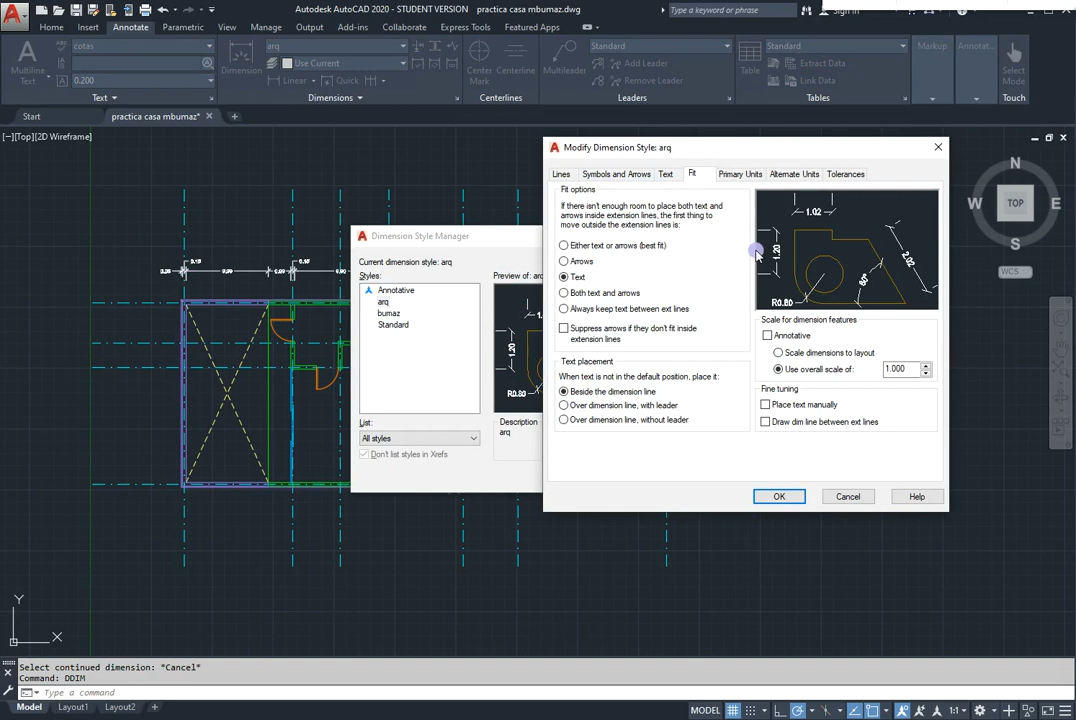 Autodesk AutoCAD 2020 - STUDENT VERSION practica casa mbumaz.dwg
Type a keyword or phrase
Sign In
Home Insert Annotate Parametric View Manage Output Add-ins Collaborate Express Tools Featured Apps
cotas
arq
Standard
Standard
Use Current
Add Leader
Extract Data
0.200
Linear
Quick
Remove Leader
Link Data
Multiline
Text
Dimension
Center
Mark
Centerline
Multileader
Table
Markup
Annotat...
Select
Mode
Text
Dimensions
Centerlines
Leaders
Tables
Touch
Start
practica casa mbumaz*
[−][Top][2D Wireframe]
Modify Dimension Style: arq
Lines Symbols and Arrows Text Fit Primary Units Alternate Units Tolerances
Fit options
If there isn't enough room to place both text and
arrows inside extension lines, the first thing to
move outside the extension lines is:
Either text or arrows (best fit)
Arrows
Text
Both text and arrows
Always keep text between ext lines
Suppress arrows if they don't fit inside
extension lines
Text placement
When text is not in the default position, place it:
Beside the dimension line
Over dimension line, with leader
Over dimension line, without leader
1.02
1.20
2.02
60°
R0.80
Scale for dimension features
Annotative
Scale dimensions to layout
Use overall scale of:
1.000
Fine tuning
Place text manually
Draw dim line between ext lines
OK
Cancel
Help
Dimension Style Manager
Current dimension style: arq
Styles:
Preview of: arq
Annotative
arq
bumaz
Standard
1.20
R0.80
List:
All styles
Don't list styles in Xrefs
Description
arq
N
W
TOP
E
S
WCS
Y
X
Select continued dimension: *Cancel*
Command: DDIM
Type a command
Model Layout1 Layout2
MODEL
1:1